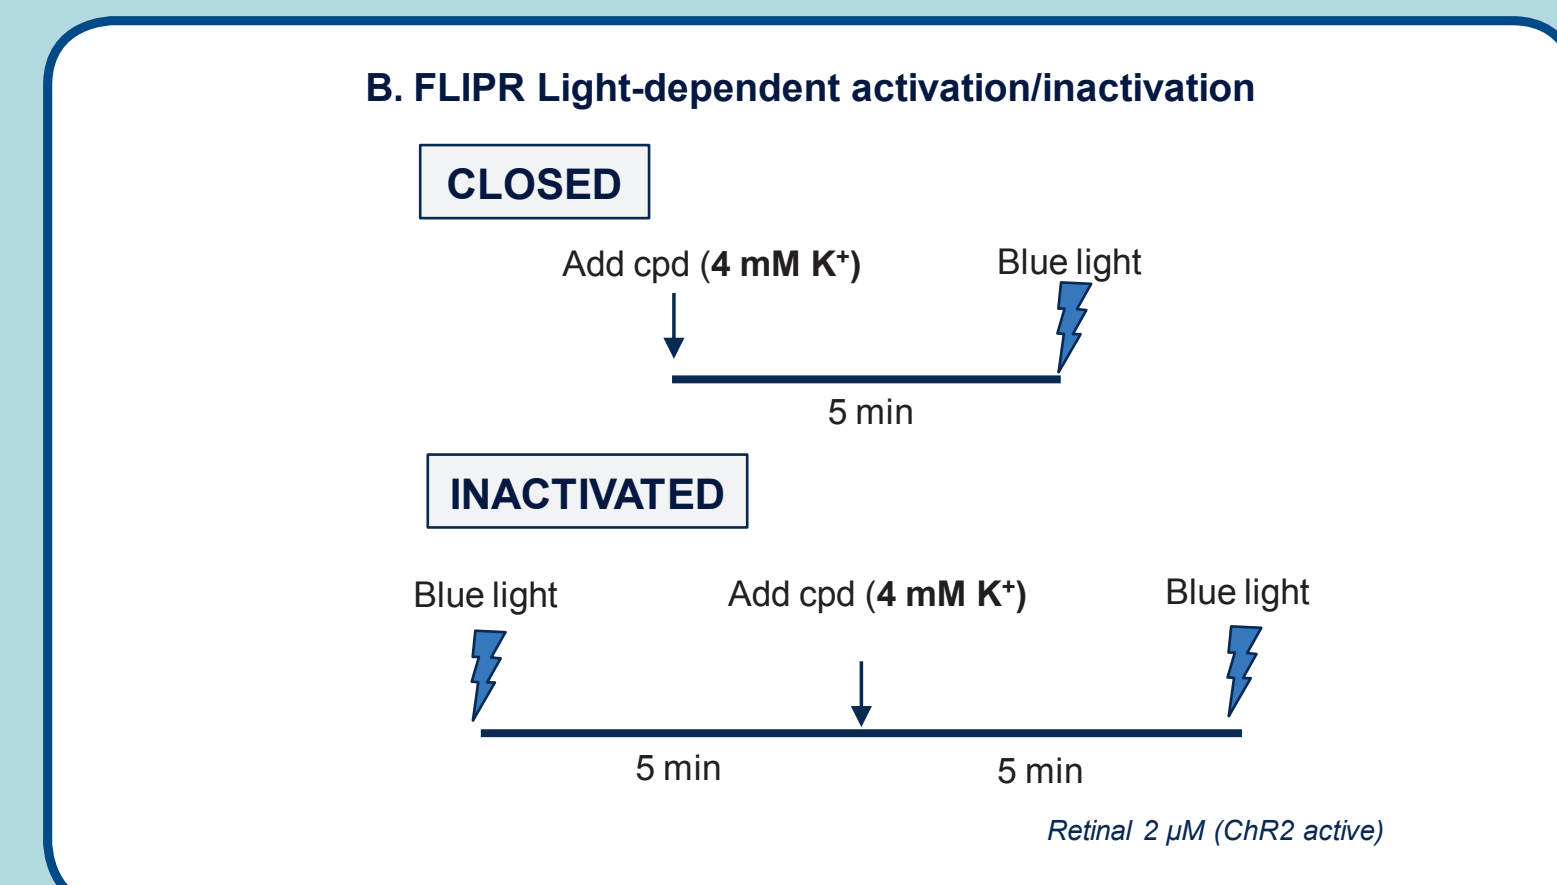 B. FLIPR Light-dependent activation/inactivation
CLOSED
Add cpd (4 mM K⁺)
Blue light
5 min
INACTIVATED
Blue light
Add cpd (4 mM K⁺)
Blue light
5 min
5 min
Retinal 2 µM (ChR2 active)